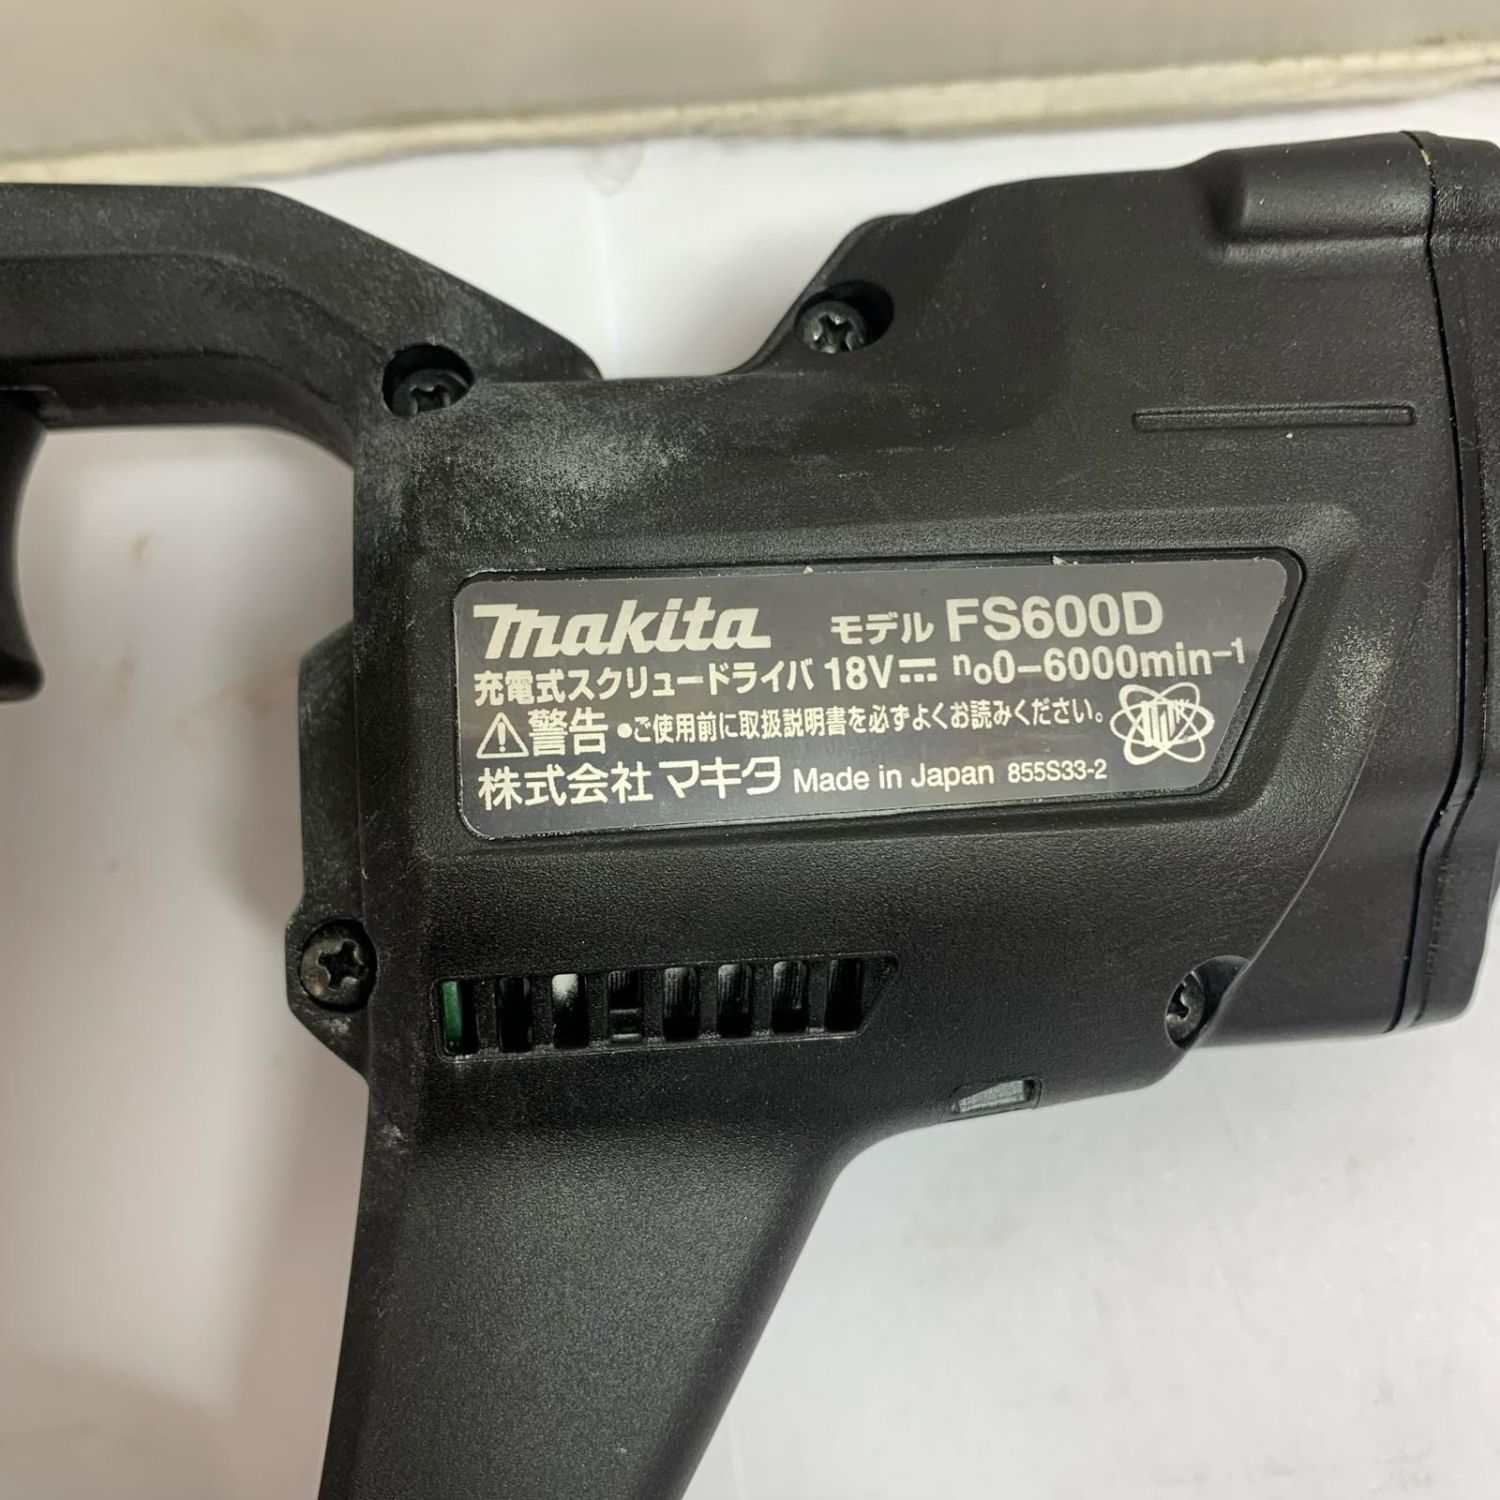 makita モデル FS600D
充電式スクリュードライバ 18V⎓ n₀0-6000min⁻¹
⚠警告 ●ご使用前に取扱説明書を必ずよくお読みください。
株式会社マキタ Made in Japan 855S33-2